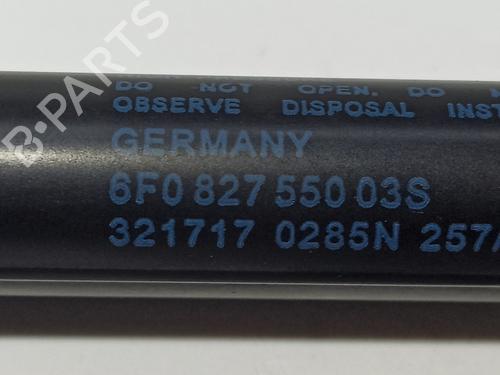 DO NOT OPEN. DO
OBSERVE DISPOSAL INST
GERMANY
6F0 827 550 03S
321717 0285N 257
B-PARTS